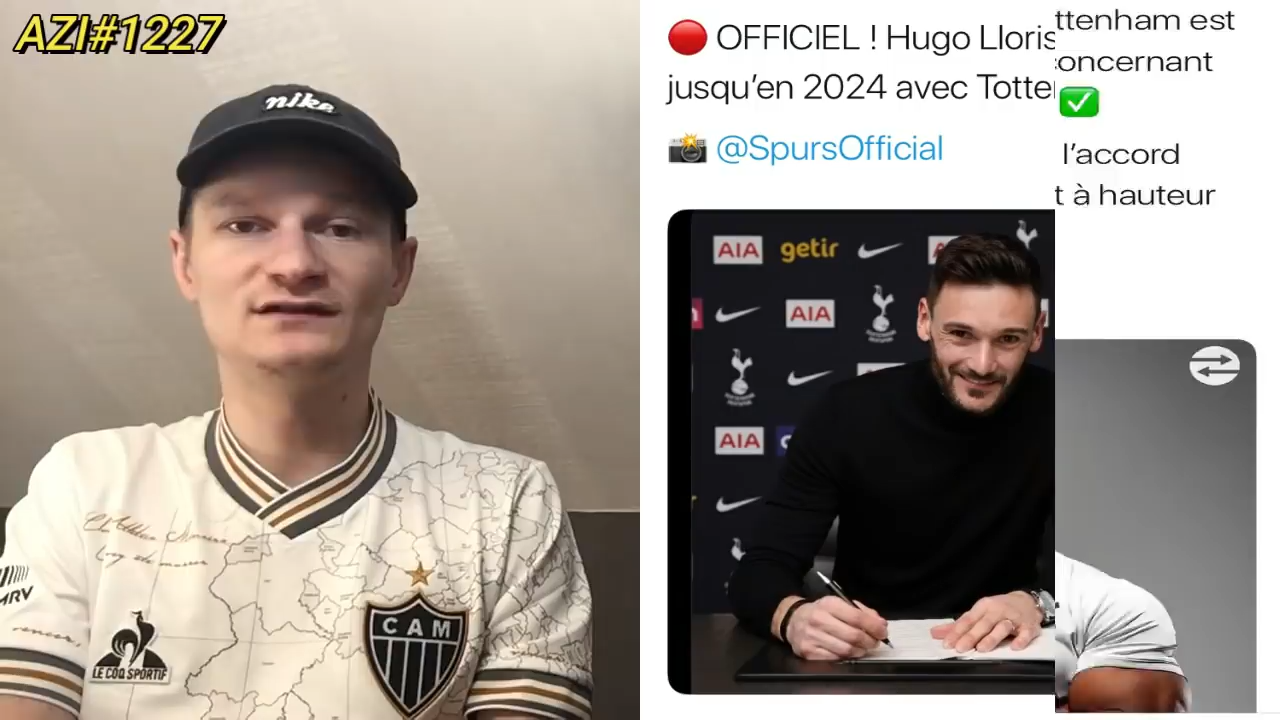 AZI#1227
nike
LE COQ SPORTIF
CAM
MRV
OFFICIEL ! Hugo Lloris
jusqu’en 2024 avec Totte
@SpursOfficial
ttenham est
oncernant
l’accord
t à hauteur
AIA
getir
AIA
AIA